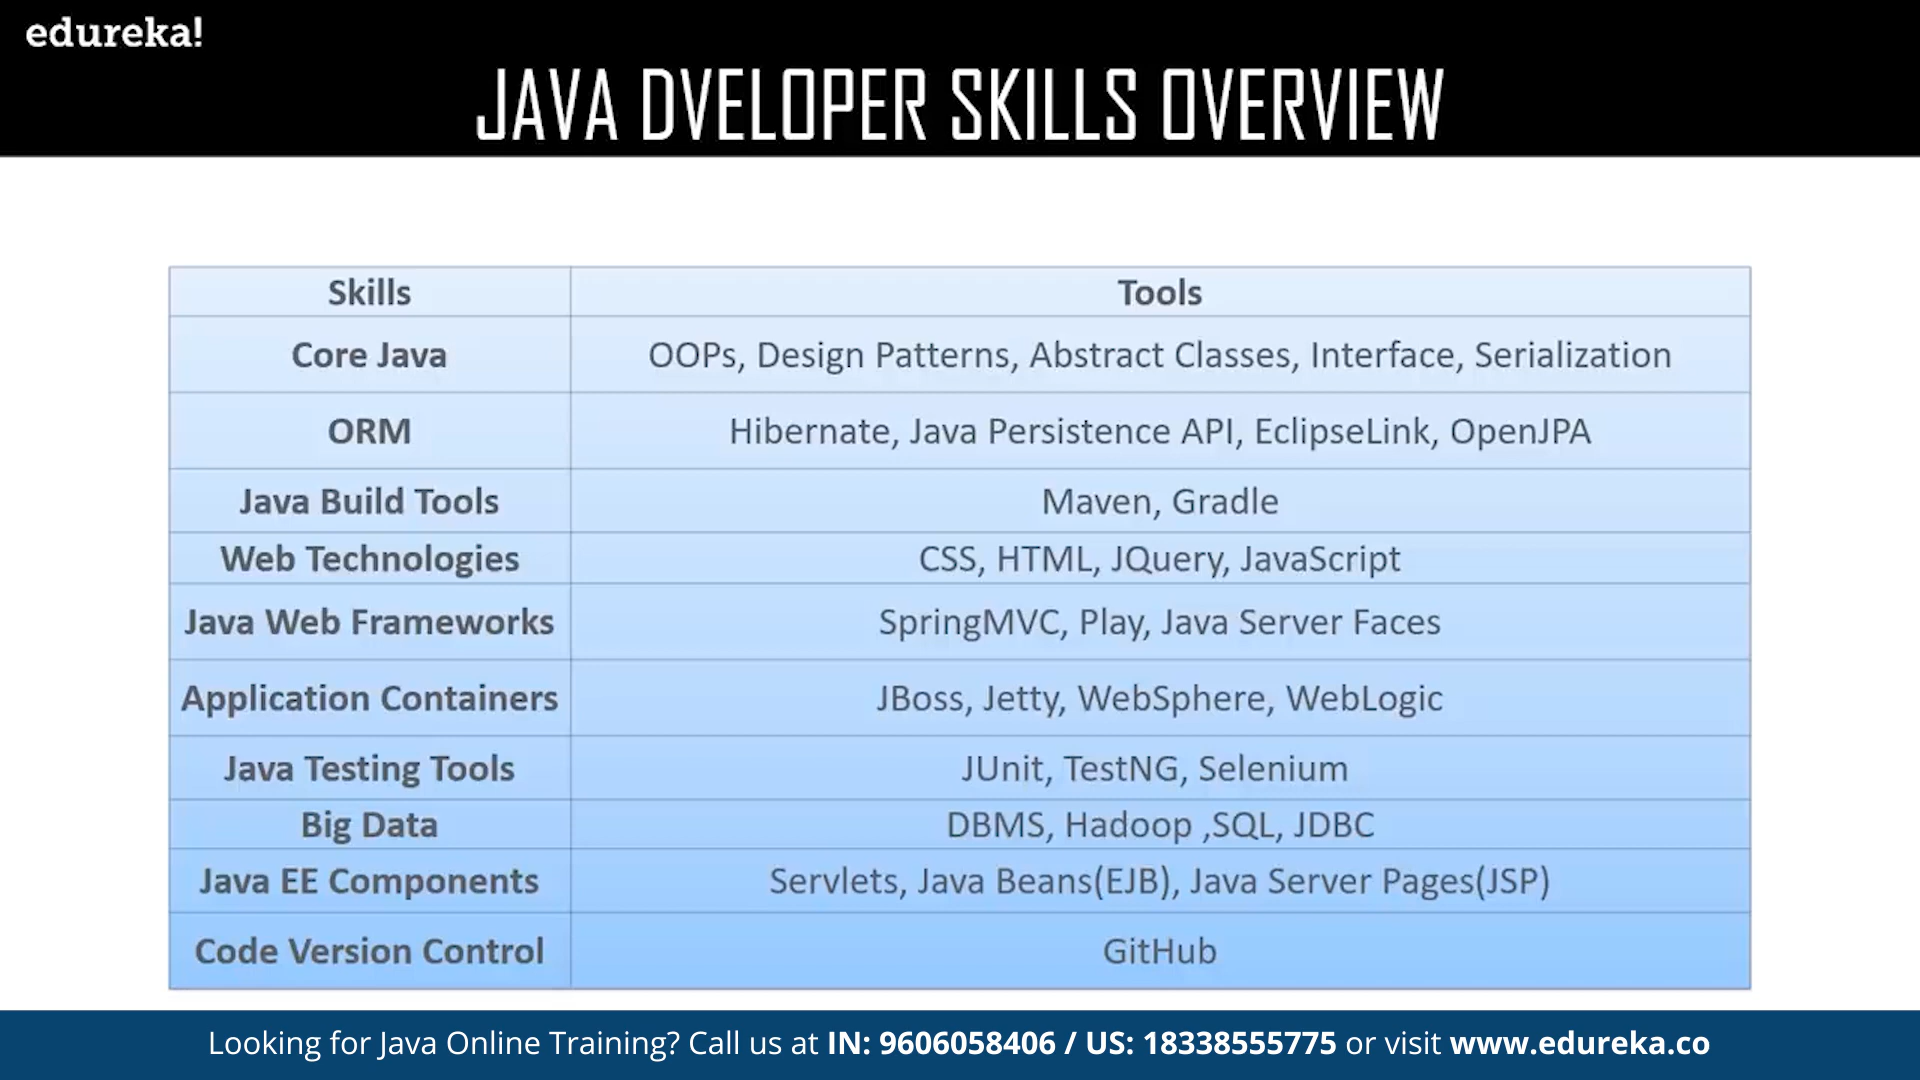 edureka!
JAVA DVELOPER SKILLS OVERVIEW
Skills Tools
Core Java OOPs, Design Patterns, Abstract Classes, Interface, Serialization
ORM Hibernate, Java Persistence API, EclipseLink, OpenJPA
Java Build Tools Maven, Gradle
Web Technologies CSS, HTML, JQuery, JavaScript
Java Web Frameworks SpringMVC, Play, Java Server Faces
Application Containers JBoss, Jetty, WebSphere, WebLogic
Java Testing Tools JUnit, TestNG, Selenium
Big Data DBMS, Hadoop ,SQL, JDBC
Java EE Components Servlets, Java Beans(EJB), Java Server Pages(JSP)
Code Version Control GitHub
Looking for Java Online Training? Call us at IN: 9606058406 / US: 18338555775 or visit www.edureka.co